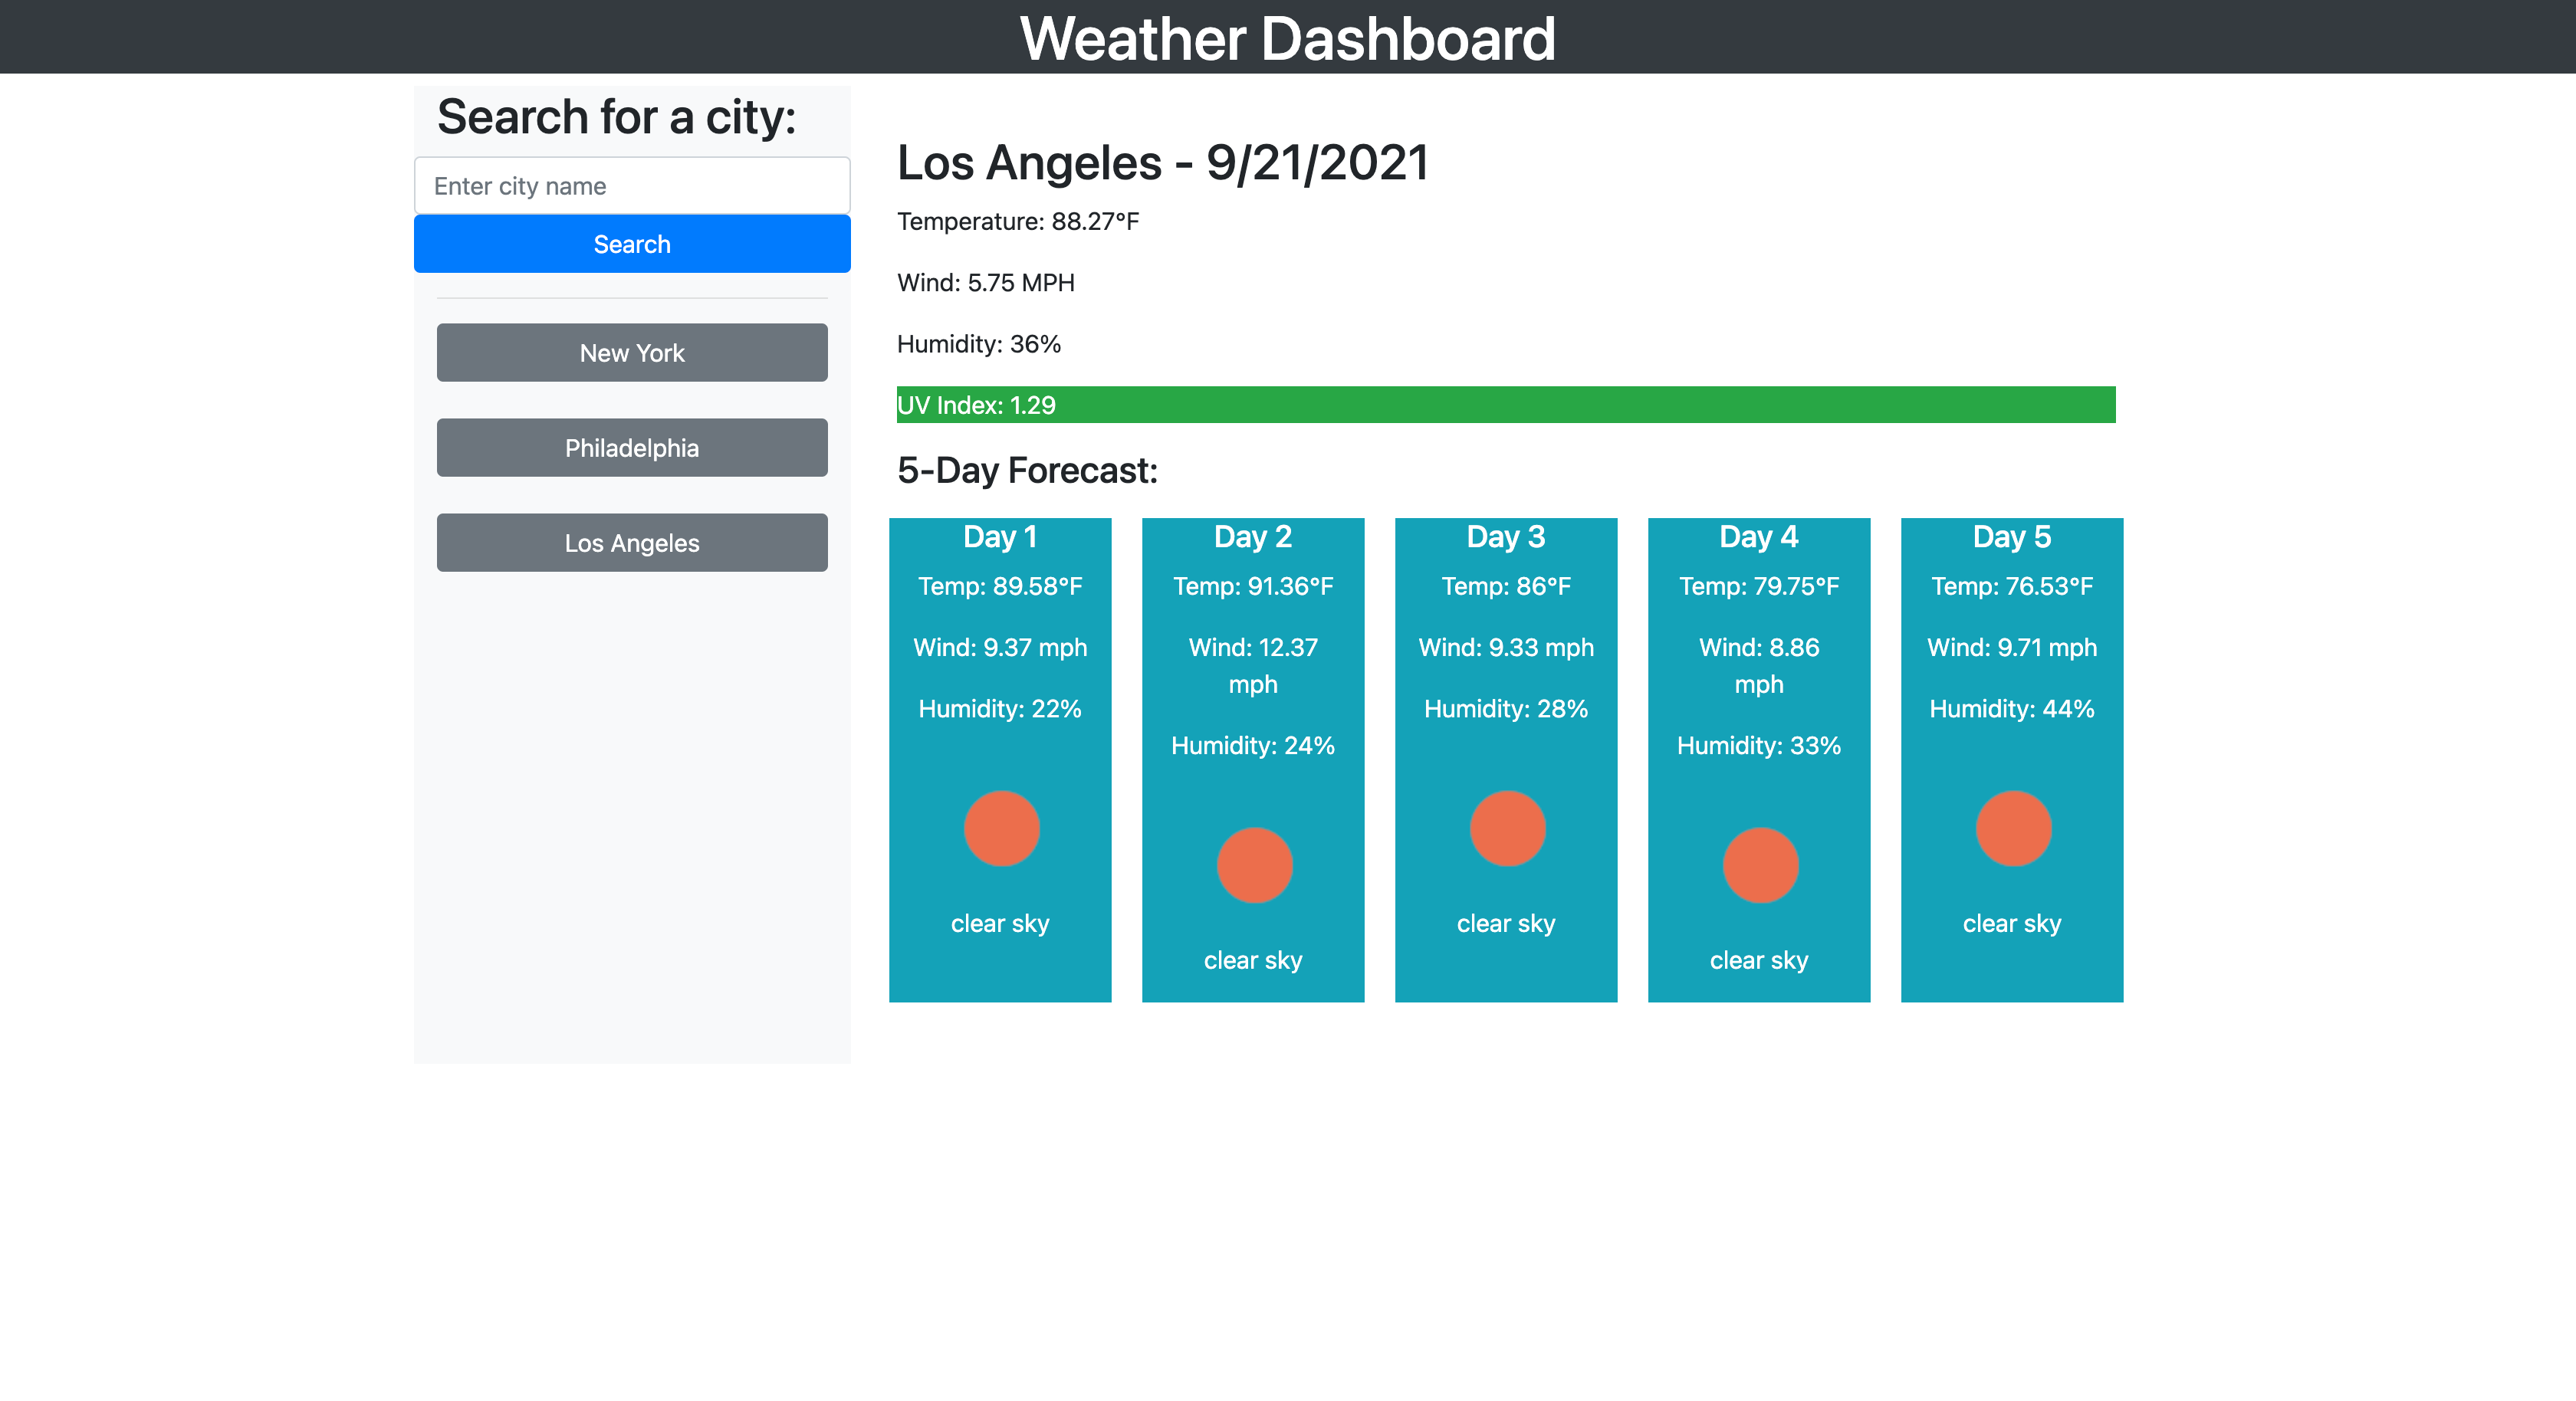 Weather Dashboard
Search for a city:
Enter city name
Search
New York
Philadelphia
Los Angeles
Los Angeles - 9/21/2021
Temperature: 88.27°F
Wind: 5.75 MPH
Humidity: 36%
UV Index: 1.29
5-Day Forecast:
Day 1
Temp: 89.58°F
Wind: 9.37 mph
Humidity: 22%
clear sky
Day 2
Temp: 91.36°F
Wind: 12.37
mph
Humidity: 24%
clear sky
Day 3
Temp: 86°F
Wind: 9.33 mph
Humidity: 28%
clear sky
Day 4
Temp: 79.75°F
Wind: 8.86
mph
Humidity: 33%
clear sky
Day 5
Temp: 76.53°F
Wind: 9.71 mph
Humidity: 44%
clear sky